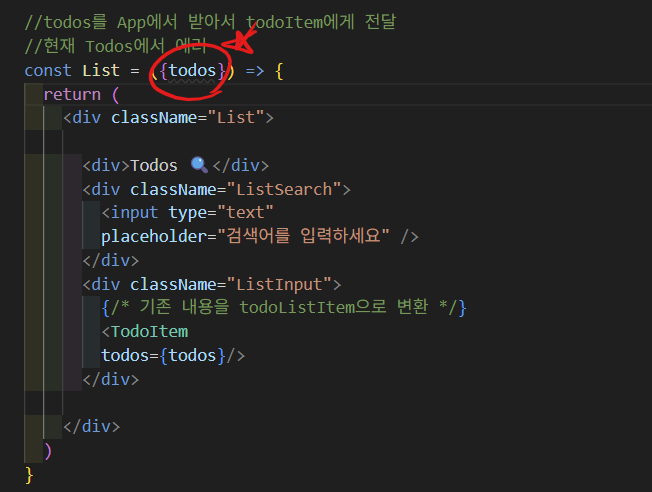 //todos를 App에서 받아서 todoItem에게 전달
//현재 Todos에서 에러
const List = ({todos}) => {
return (
<div className="List">
<div>Todos 🔍</div>
<div className="ListSearch">
<input type="text"
placeholder="검색어를 입력하세요" />
</div>
<div className="ListInput">
{/* 기존 내용을 todoListItem으로 변환 */}
<TodoItem
todos={todos}/>
</div>
</div>
)
}